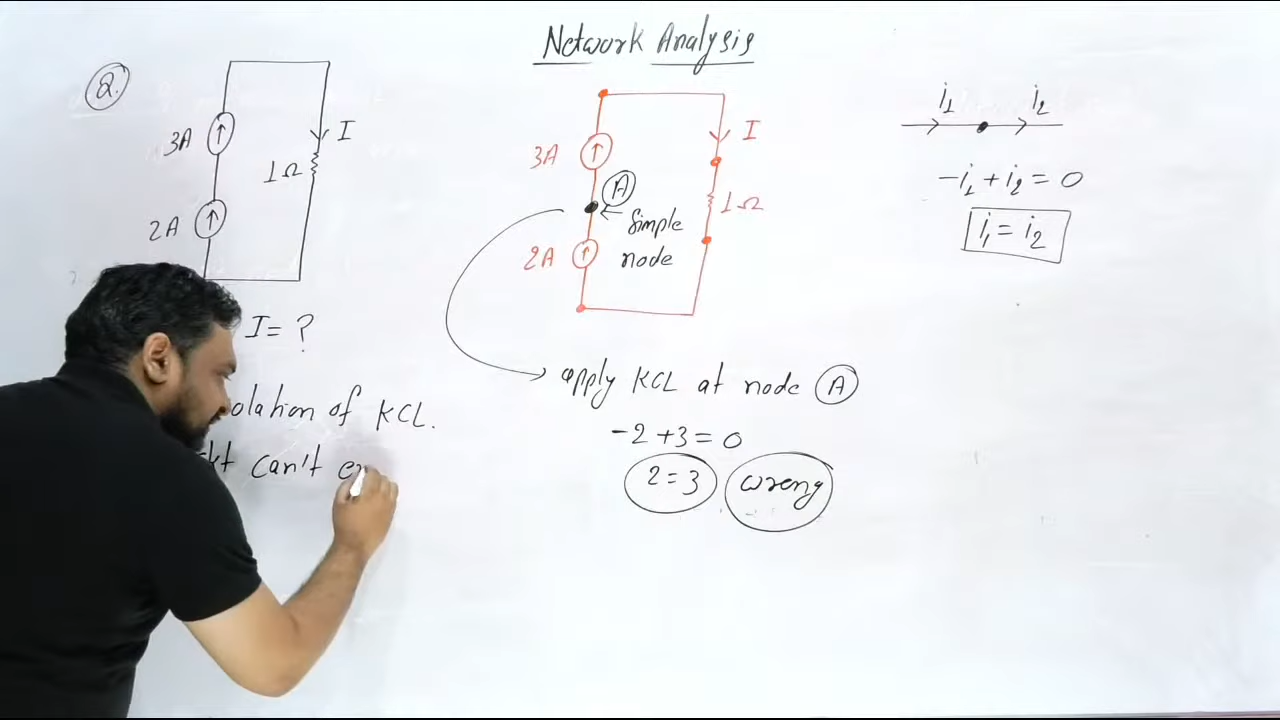 Network Analysis
Q.
3A
I
1Ω
2A
I = ?
olation of KCL.
kt can't e
3A
I
A
Simple
node
1Ω
2A
apply KCL at node A
-2 + 3 = 0
2 = 3 wrong
i1 i2
-i1 + i2 = 0
i1 = i2